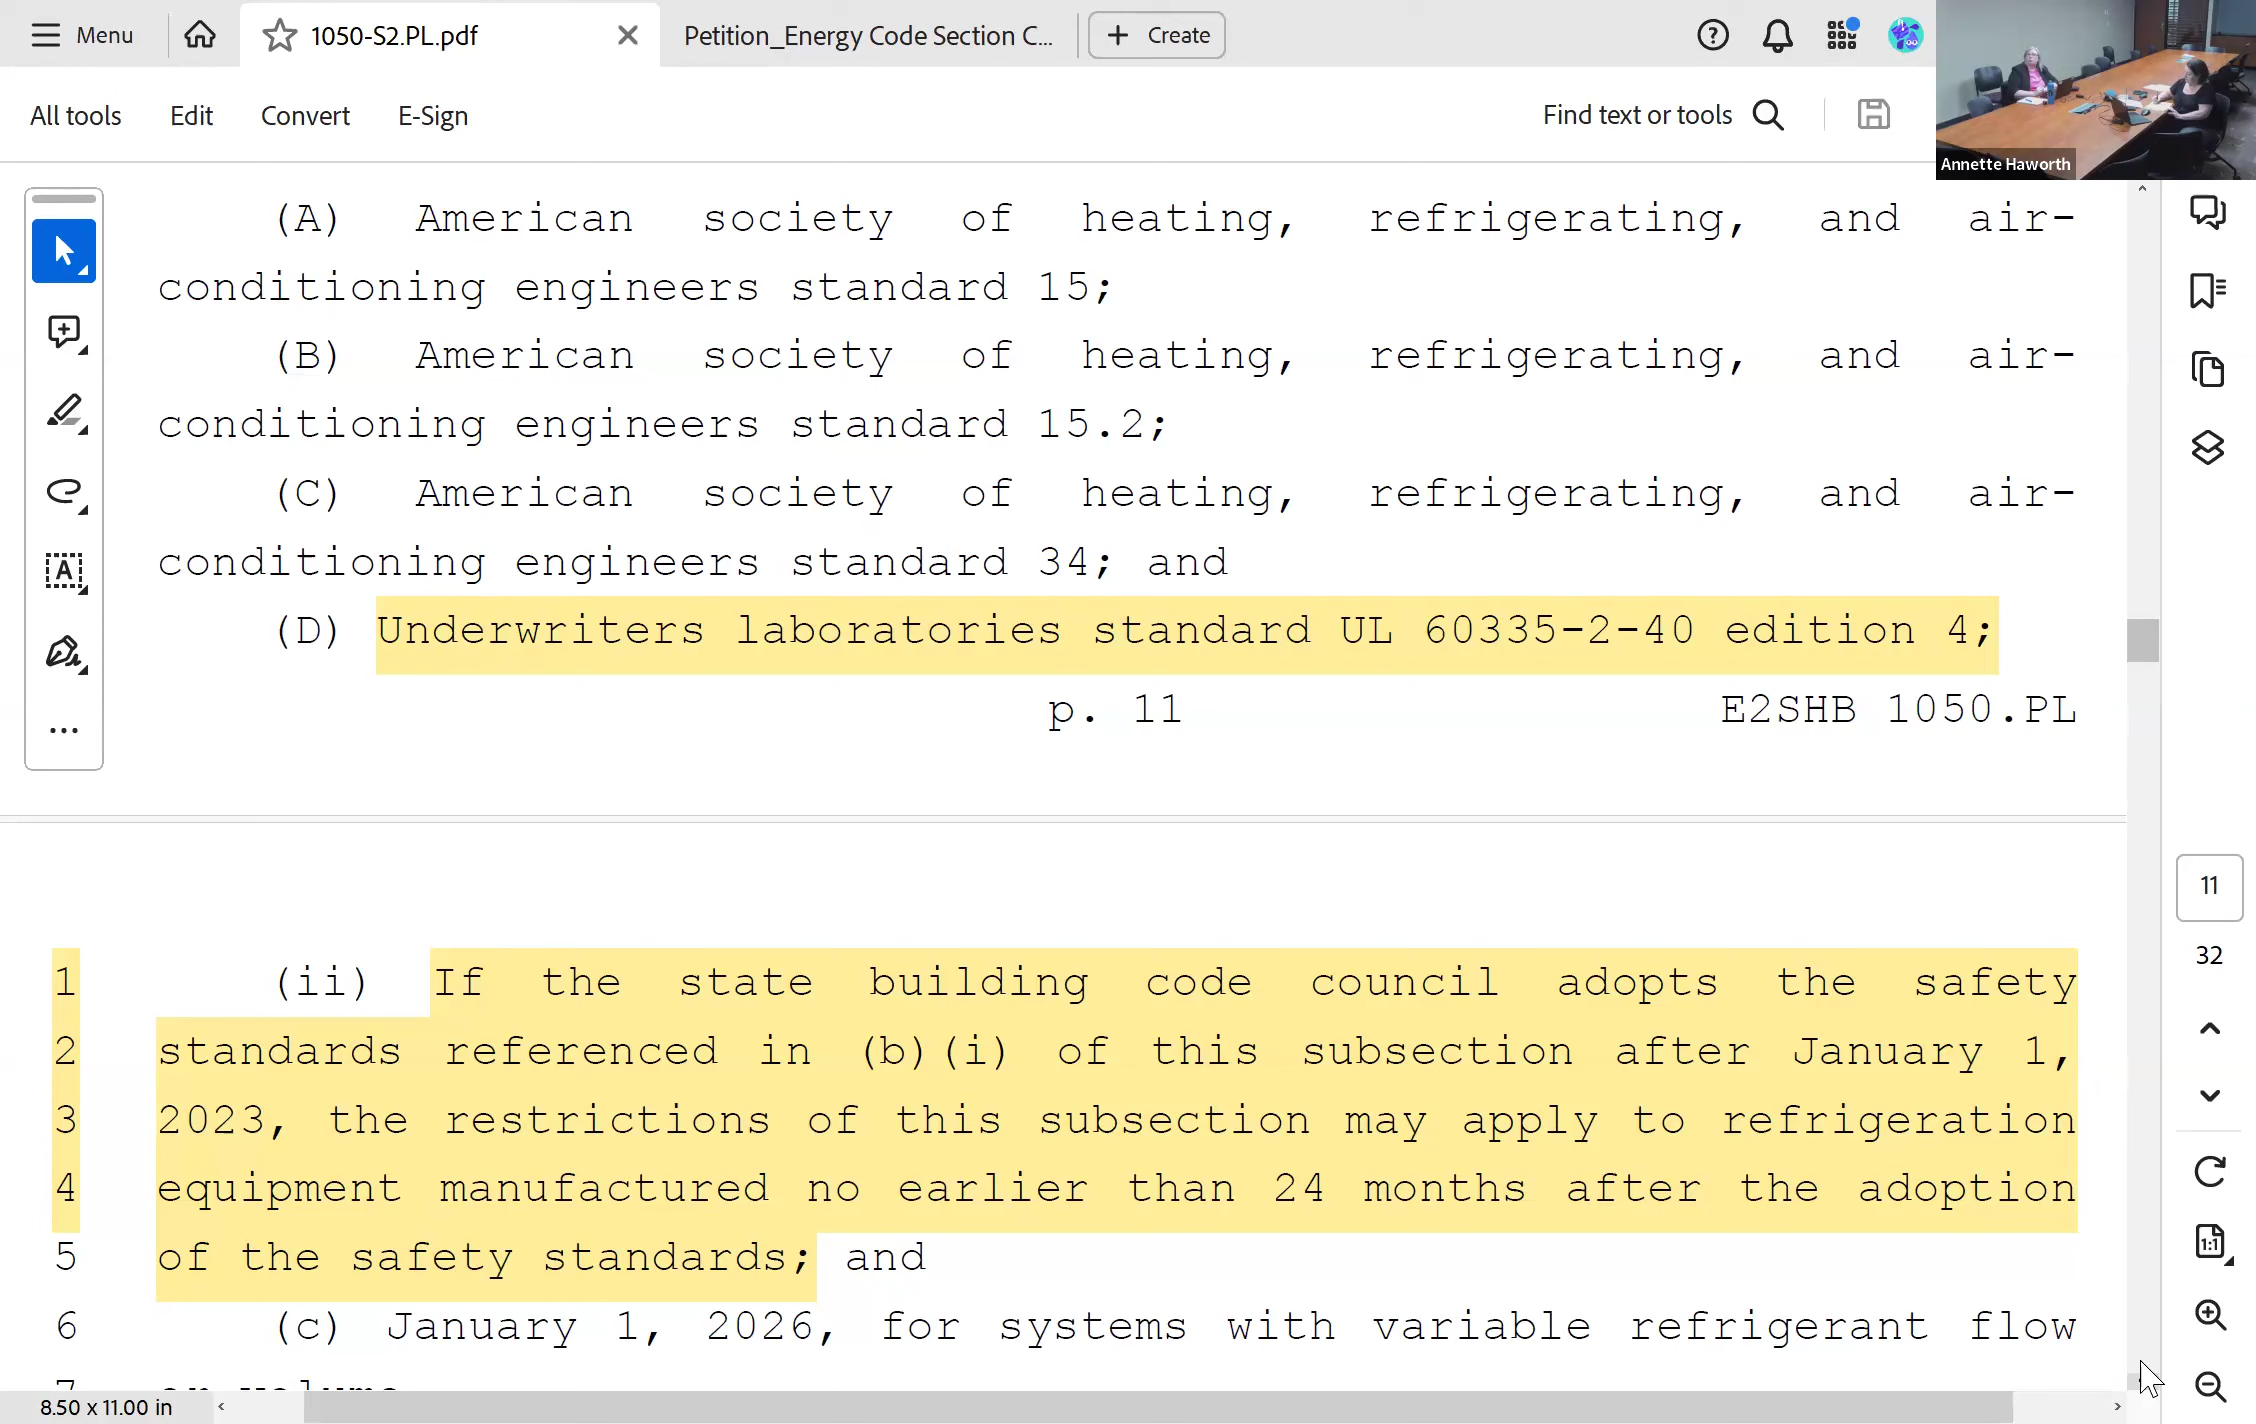 Menu
1050-S2.PL.pdf
Petition_Energy Code Section C...
Create
All tools
Edit
Convert
E-Sign
Find text or tools
Annette Haworth
(A) American society of heating, refrigerating, and air-
conditioning engineers standard 15;
(B) American society of heating, refrigerating, and air-
conditioning engineers standard 15.2;
(C) American society of heating, refrigerating, and air-
conditioning engineers standard 34; and
(D) Underwriters laboratories standard UL 60335-2-40 edition 4;
p. 11 E2SHB 1050.PL
1 (ii) If the state building code council adopts the safety
2 standards referenced in (b)(i) of this subsection after January 1,
3 2023, the restrictions of this subsection may apply to refrigeration
4 equipment manufactured no earlier than 24 months after the adoption
5 of the safety standards; and
6 (c) January 1, 2026, for systems with variable refrigerant flow
11
32
1:1
8.50 x 11.00 in